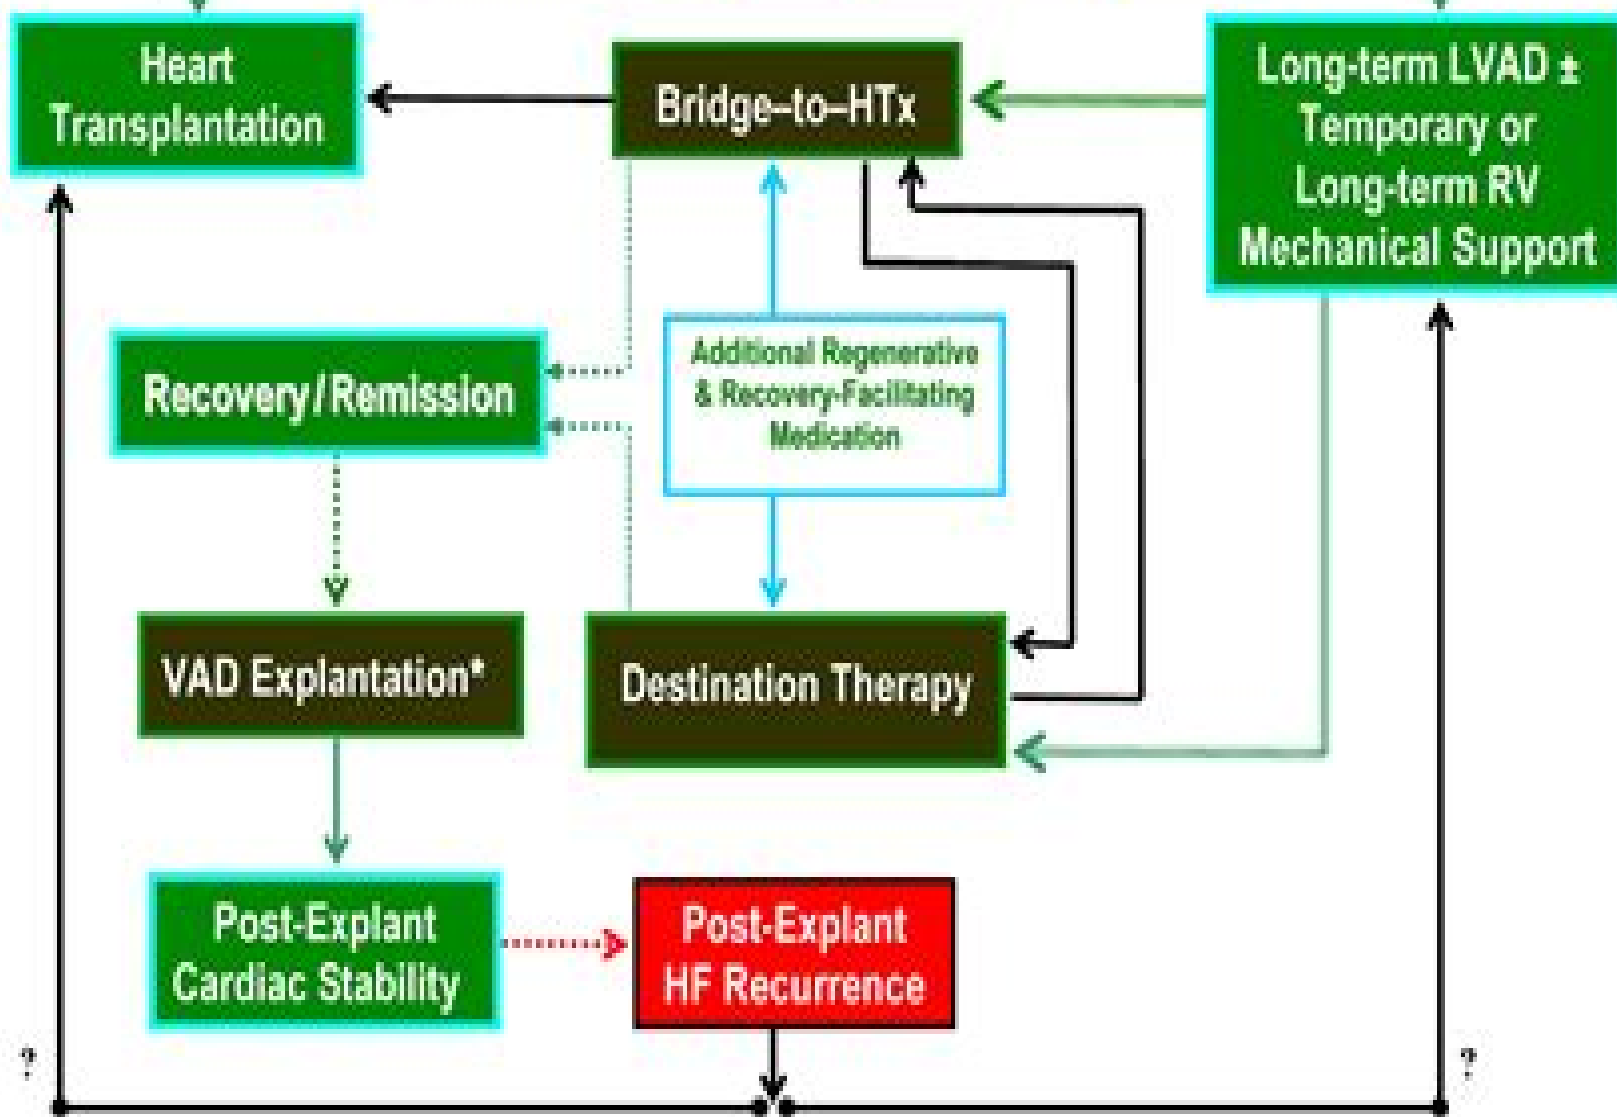 Heart
Transplantation
Bridge–to–HTx
Long-term LVAD ±
Temporary or
Long-term RV
Mechanical Support
Recovery/Remission
Additional Regenerative
& Recovery-Facilitating
Medication
VAD Explantation*
Destination Therapy
Post-Explant
Cardiac Stability
Post-Explant
HF Recurrence
?
?